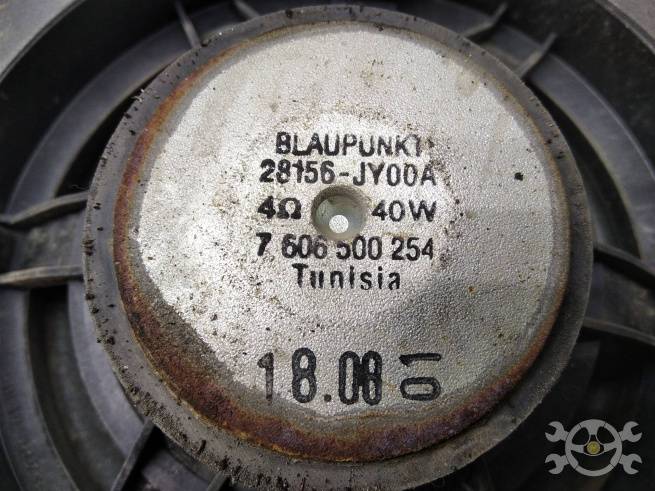 BLAUPUNKT
28156-JY00A
4Ω 40W
7 606 500 254
Tunisia
18.08 01